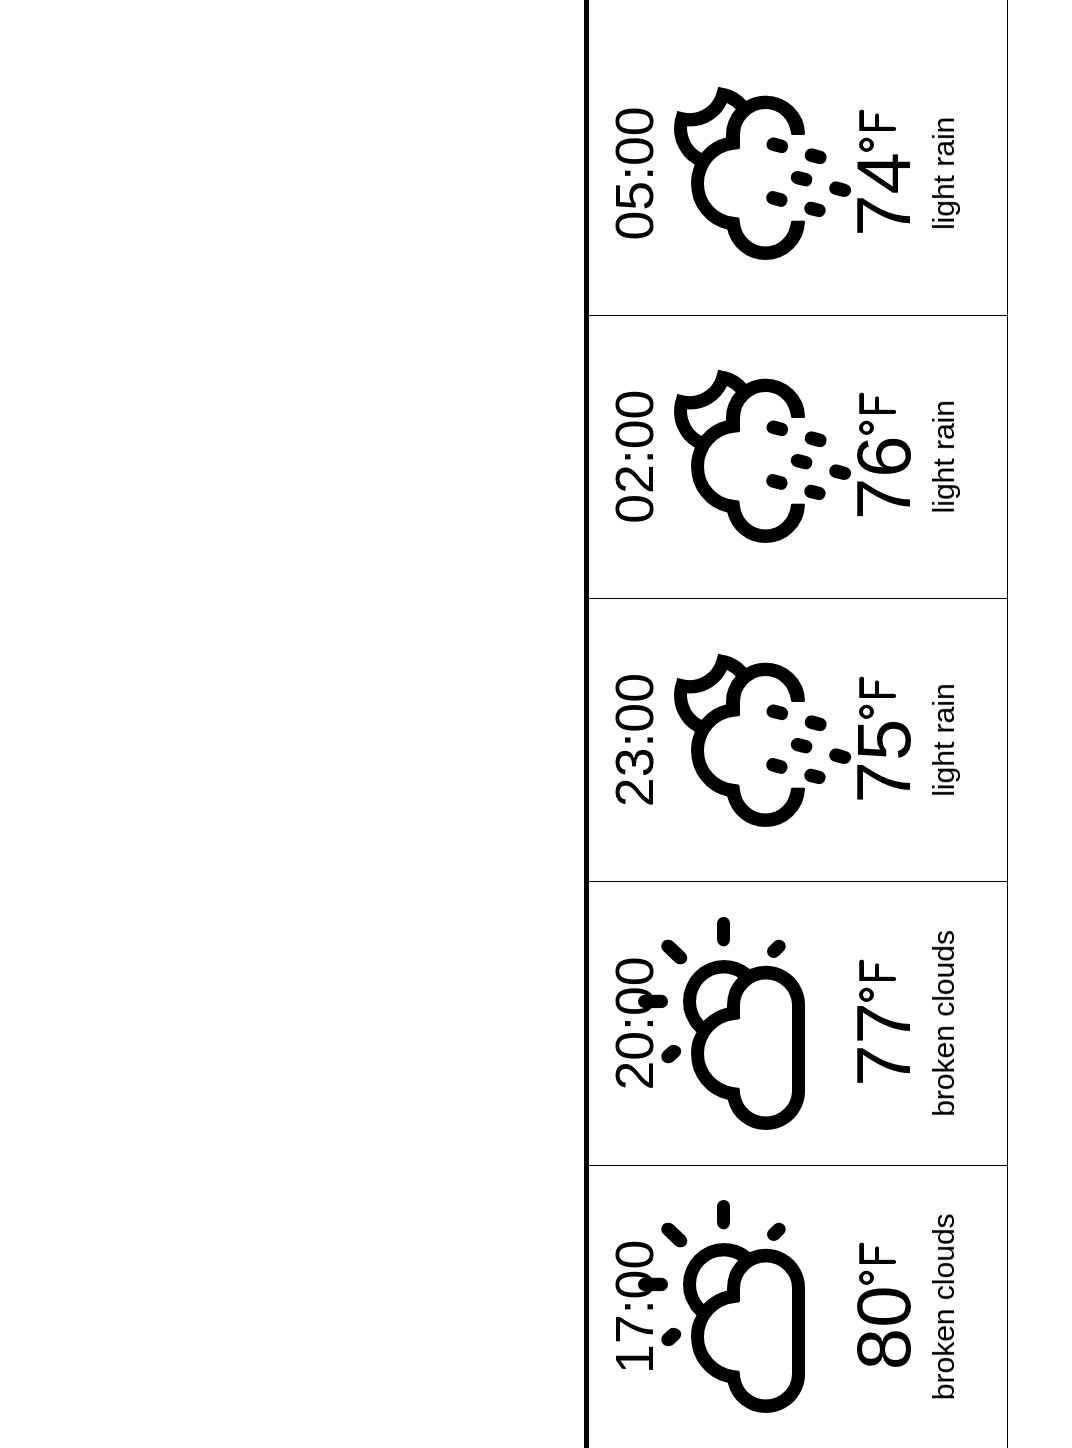 17:00
80°F
broken clouds
20:00
77°F
broken clouds
23:00
75°F
light rain
02:00
76°F
light rain
05:00
74°F
light rain